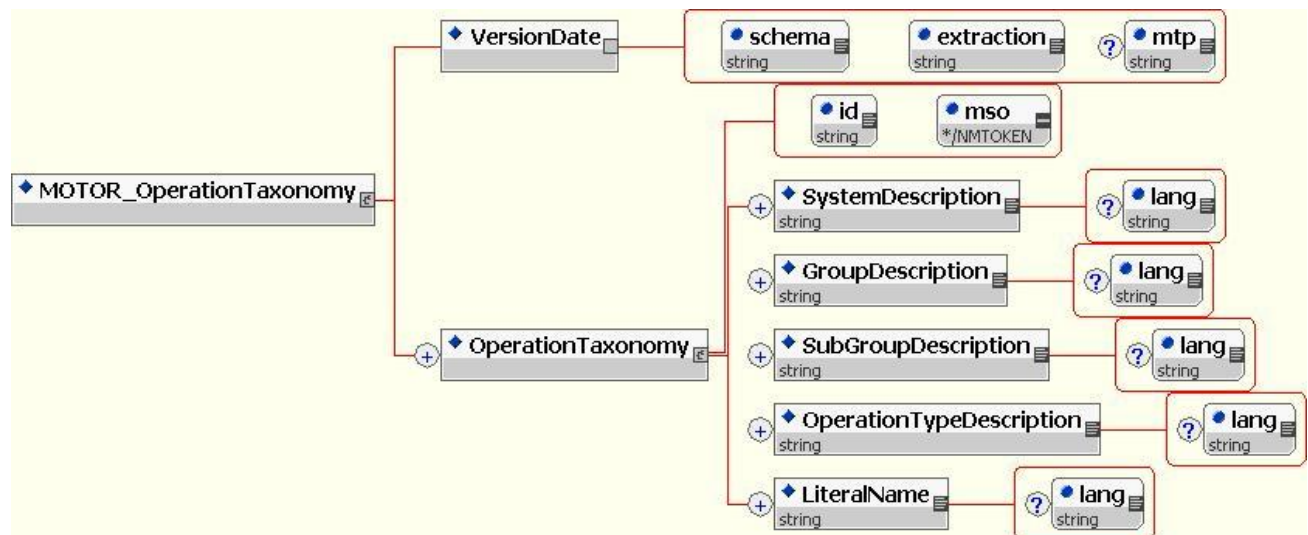 VersionDate
schema
string
extraction
string
? mtp
string
id
string
mso
*/NMTOKEN
MOTOR_OperationTaxonomy
+ SystemDescription
string
? lang
string
+ GroupDescription
string
? lang
string
+ OperationTaxonomy
+ SubGroupDescription
string
? lang
string
+ OperationTypeDescription
string
? lang
string
+ LiteralName
string
? lang
string